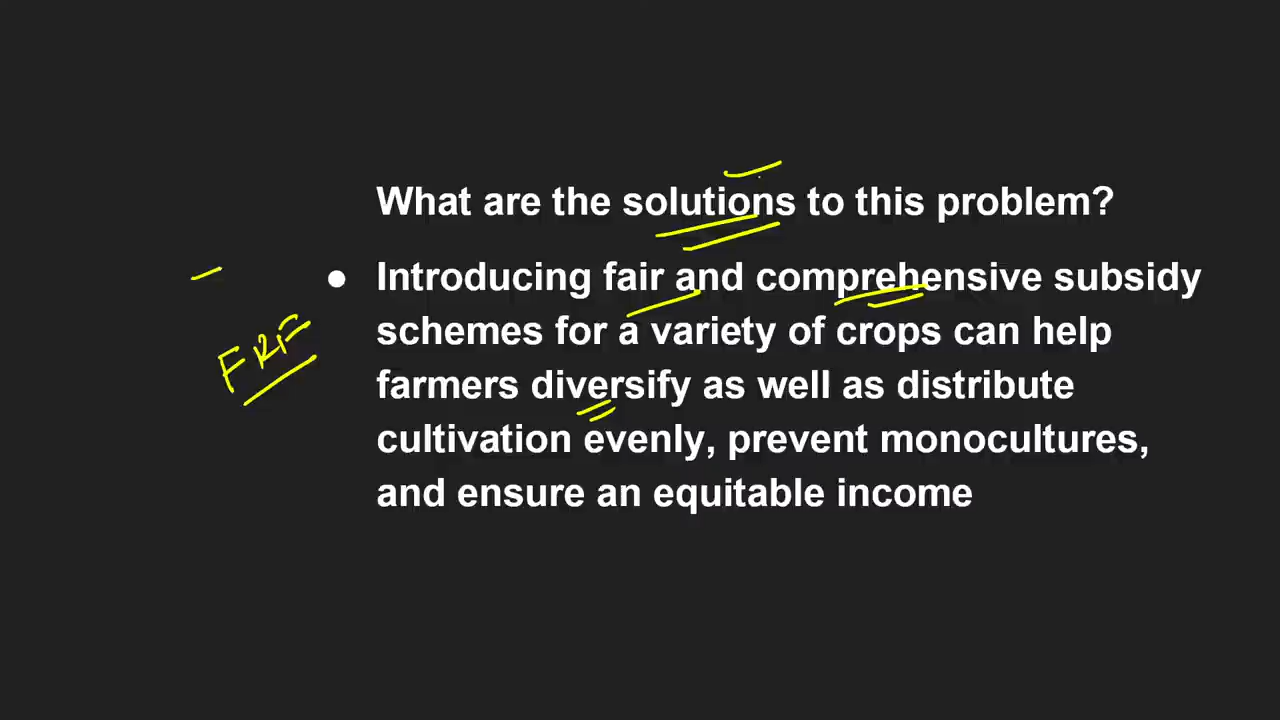 What are the solutions to this problem?
● Introducing fair and comprehensive subsidy
schemes for a variety of crops can help
farmers diversify as well as distribute
cultivation evenly, prevent monocultures,
and ensure an equitable income